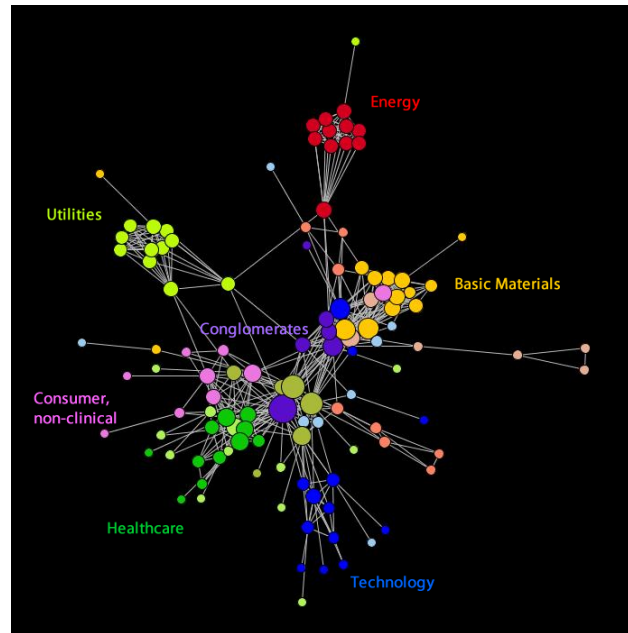 Energy
Utilities
Basic Materials
Conglomerates
Consumer,
non-clinical
Healthcare
Technology